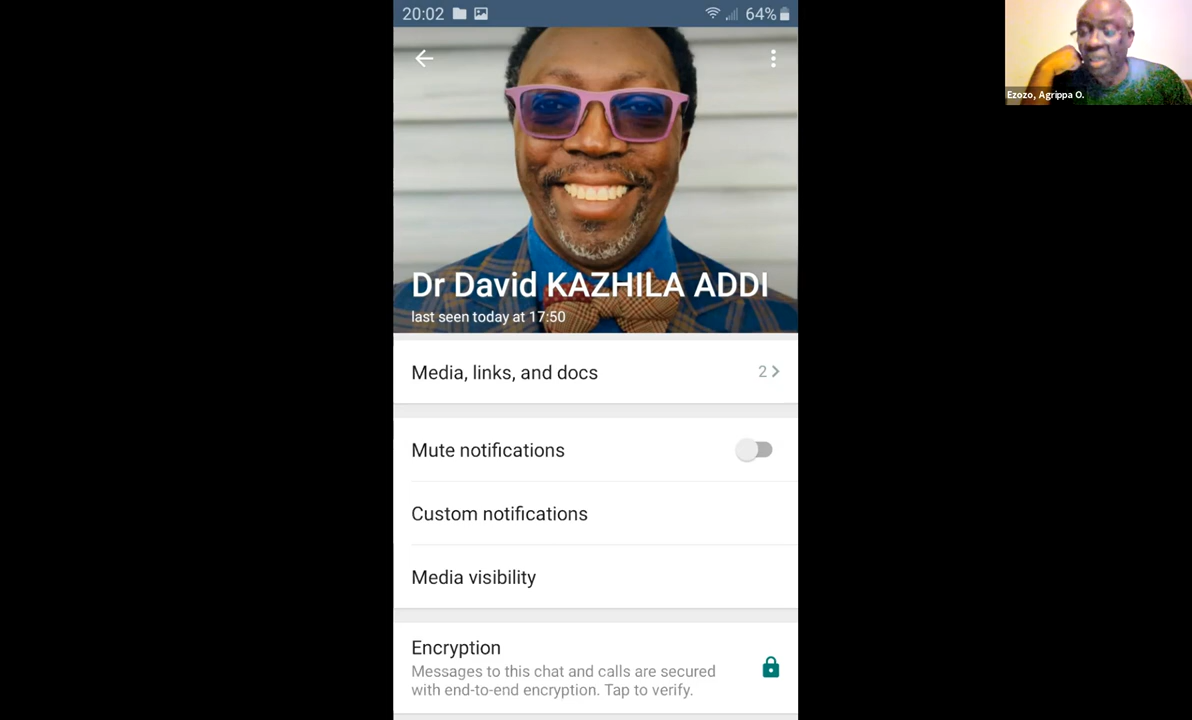 20:02
64%
Ezozo, Agrippa O.
Dr David KAZHILA ADDI
last seen today at 17:50
Media, links, and docs
2
Mute notifications
Custom notifications
Media visibility
Encryption
Messages to this chat and calls are secured
with end-to-end encryption. Tap to verify.